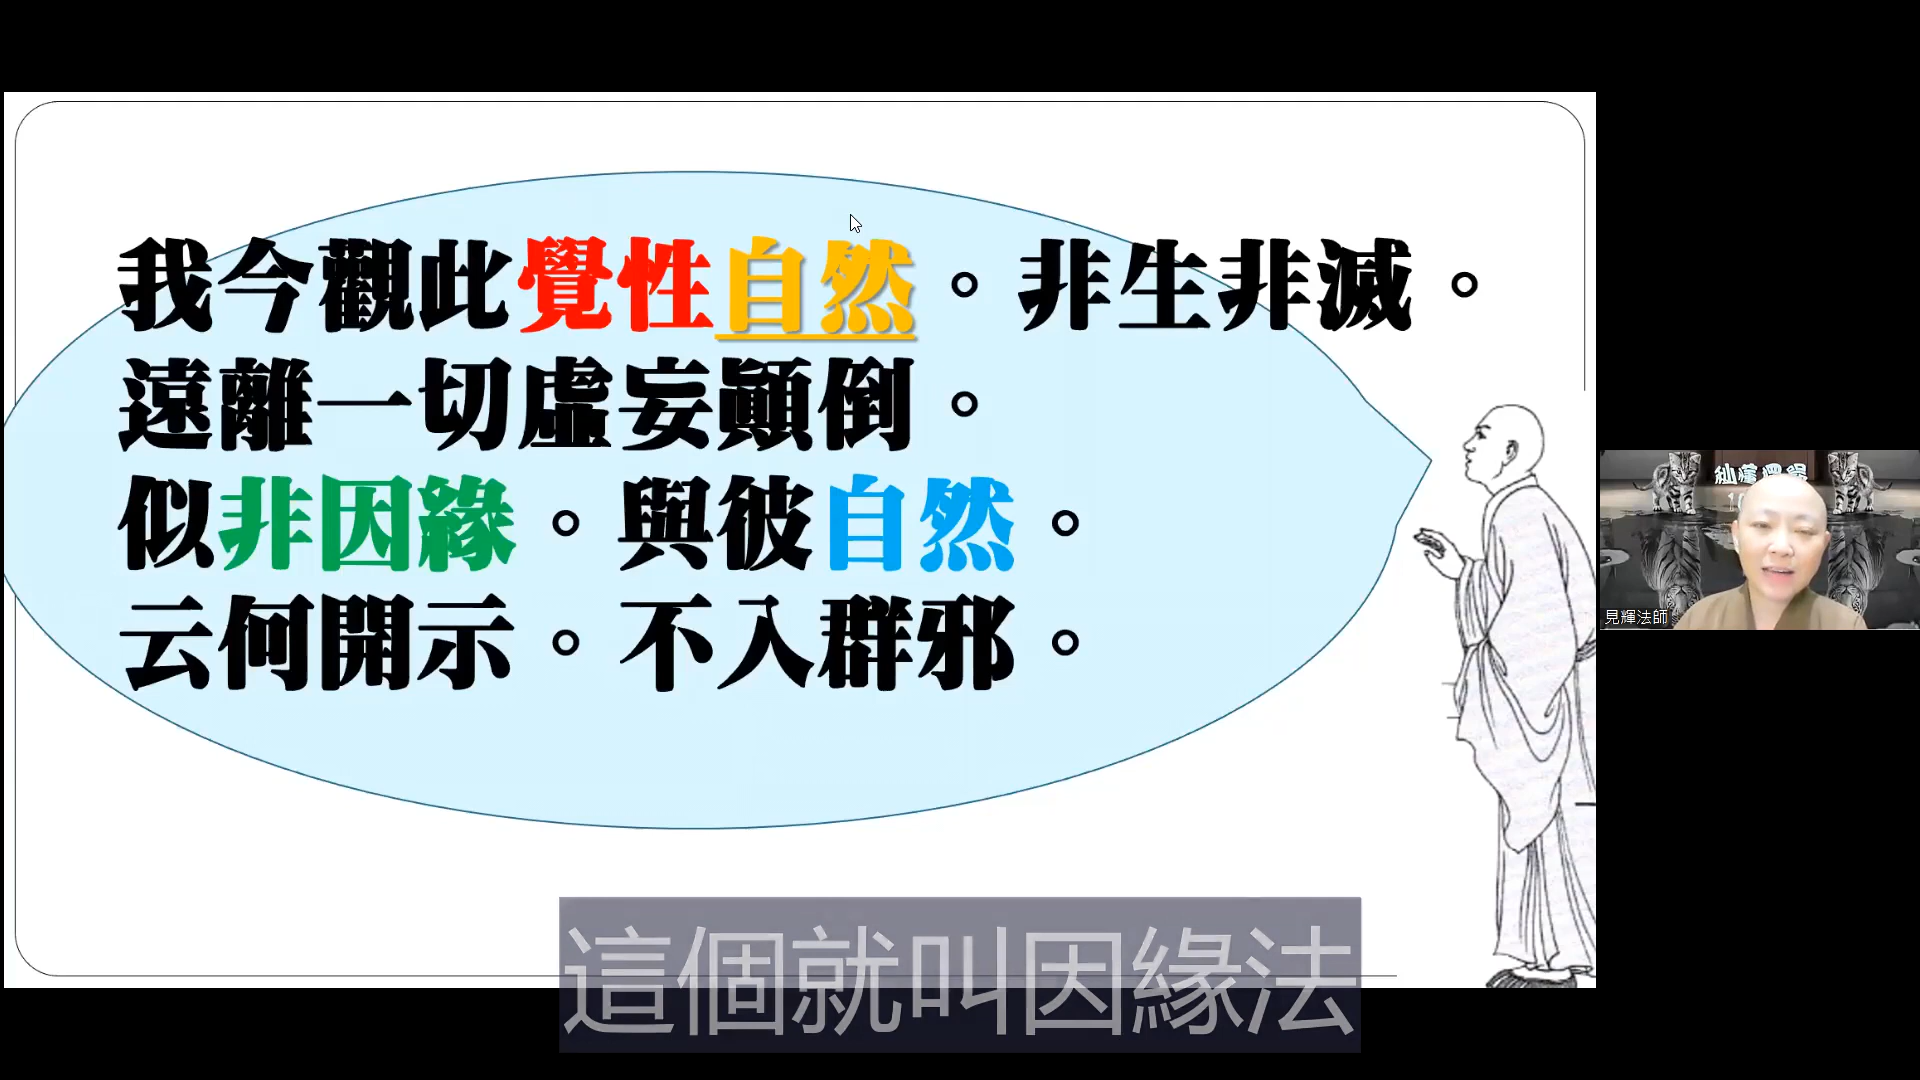 我今觀此覺性自然。非生非滅。
遠離一切虛妄顚倒。
似非因緣。與彼自然。
云何開示。不入群邪。
見輝法師
這個就叫因緣法